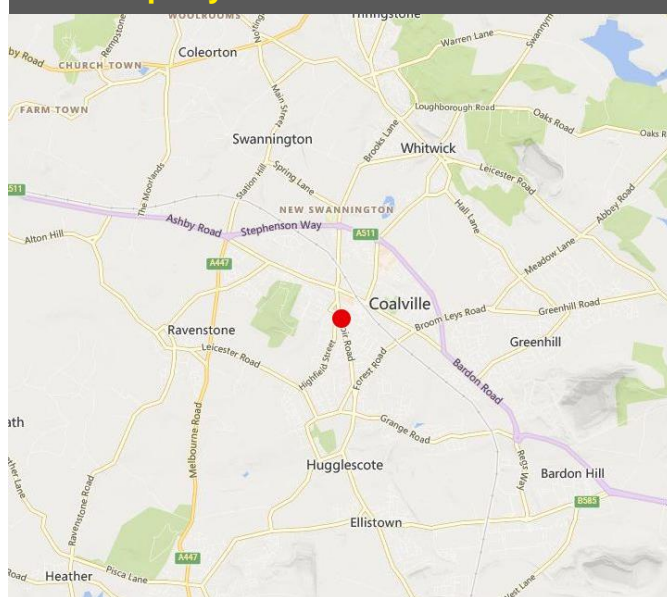 WOOLROOMS
Coleorton
Warren Lane
CHURCH TOWN
FARM TOWN
Main Street
Swannington
Brooks Lane
Loughborough Road
Oaks Road
Whitwick
Leicester Road
Spring Lane
Station Hill
The Moorlands
NEW SWANNINGTON
Hall Lane
Abbey Road
Meadow Lane
Ashby Road
Stephenson Way
A511
Alton Hill
A447
Coalville
Broom Leys Road
Greenhill Road
Greenhill
Ravenstone
Leicester Road
Highfield Street
Forest Road
Bardon Road
Melbourne Road
Grange Road
Regs Way
Hugglescote
Bardon Hill
B585
Ravenstone Road
Ellistown
A447
Pisca Lane
Heather